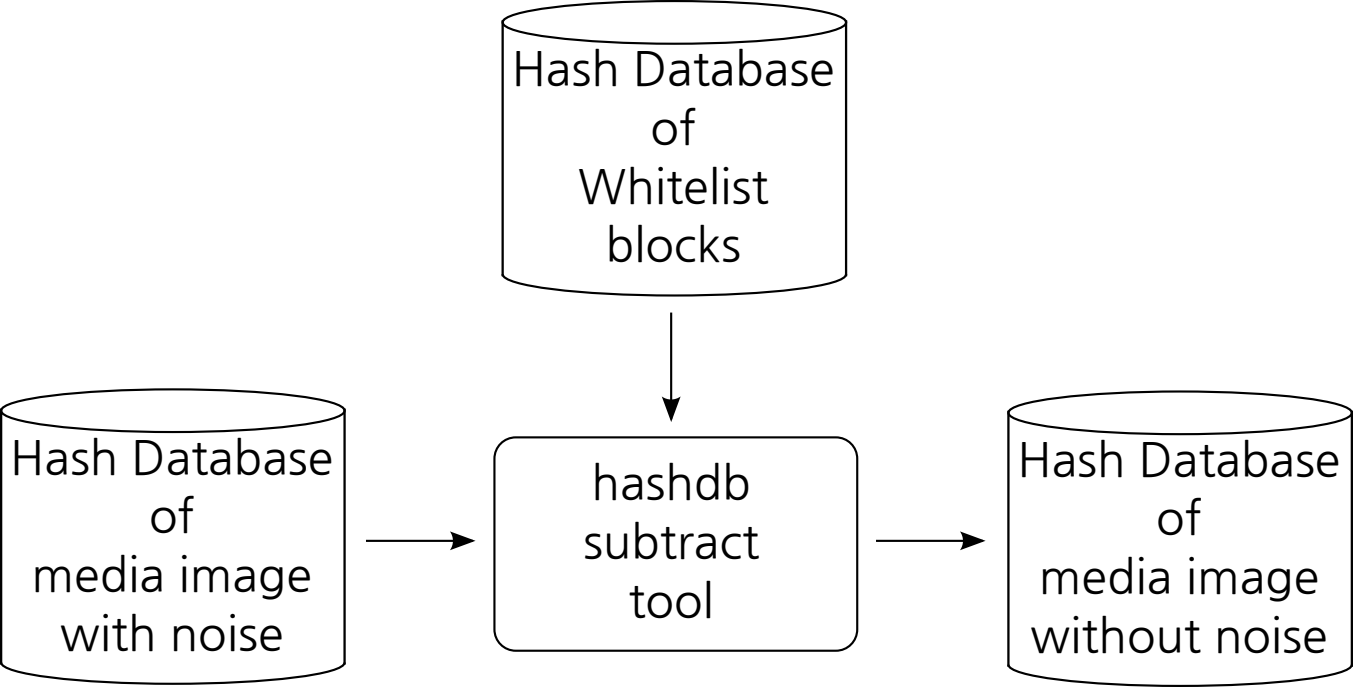 Hash Database
of
Whitelist
blocks
Hash Database
of
media image
with noise
hashdb
subtract
tool
Hash Database
of
media image
without noise